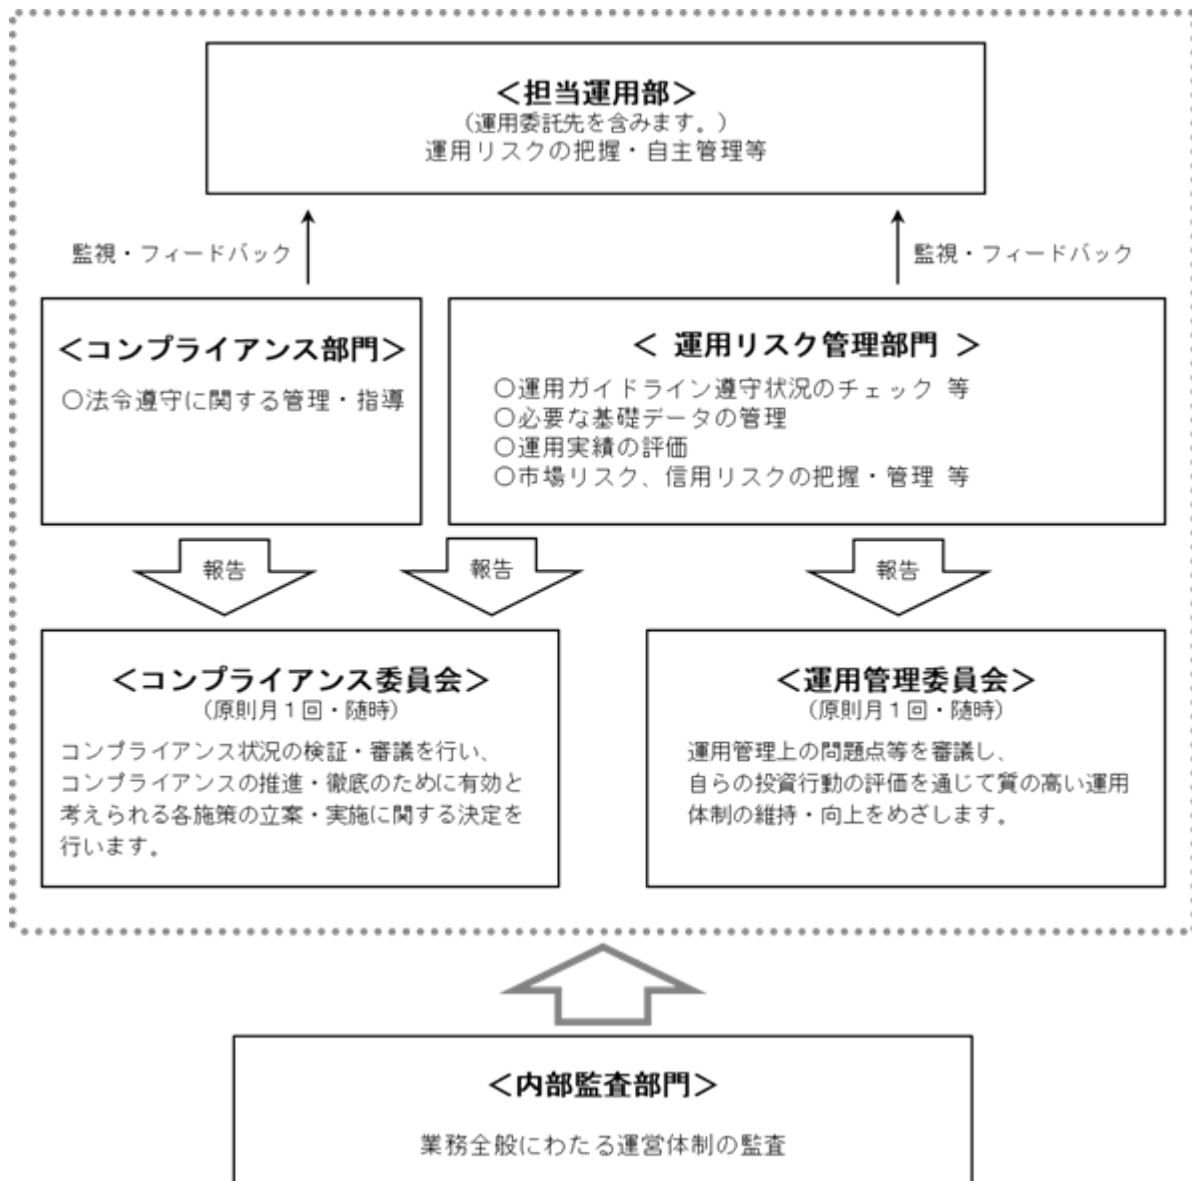 ＜担当運用部＞
（運用委託先を含みます。）
運用リスクの把握・自主管理等
監視・フィードバック
監視・フィードバック
＜コンプライアンス部門＞
○法令遵守に関する管理・指導
＜ 運用リスク管理部門 ＞
○運用ガイドライン遵守状況のチェック 等
○必要な基礎データの管理
○運用実績の評価
○市場リスク、信用リスクの把握・管理 等
報告
報告
報告
＜コンプライアンス委員会＞
（原則月１回・随時）
コンプライアンス状況の検証・審議を行い、
コンプライアンスの推進・徹底のために有効と
考えられる各施策の立案・実施に関する決定を
行います。
＜運用管理委員会＞
（原則月１回・随時）
運用管理上の問題点等を審議し、
自らの投資行動の評価を通じて質の高い運用
体制の維持・向上をめざします。
＜内部監査部門＞
業務全般にわたる運営体制の監査